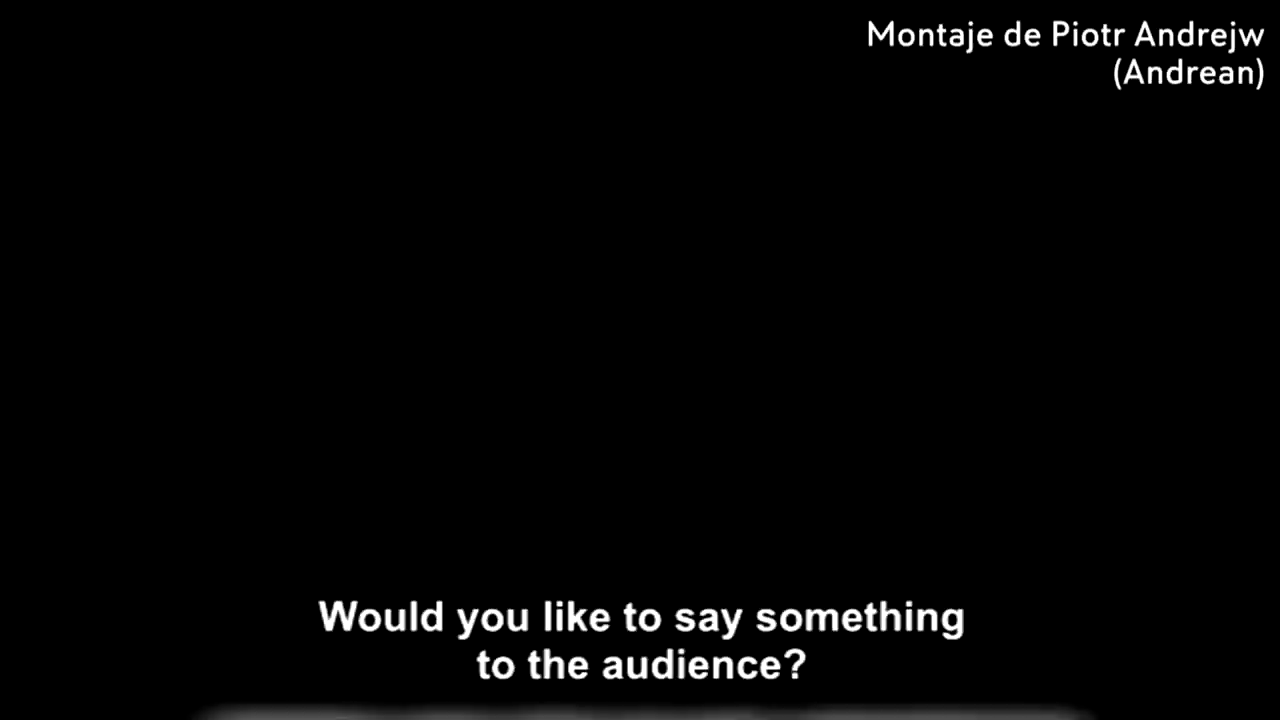 Montaje de Piotr Andrejw
(Andrean)
Would you like to say something
to the audience?